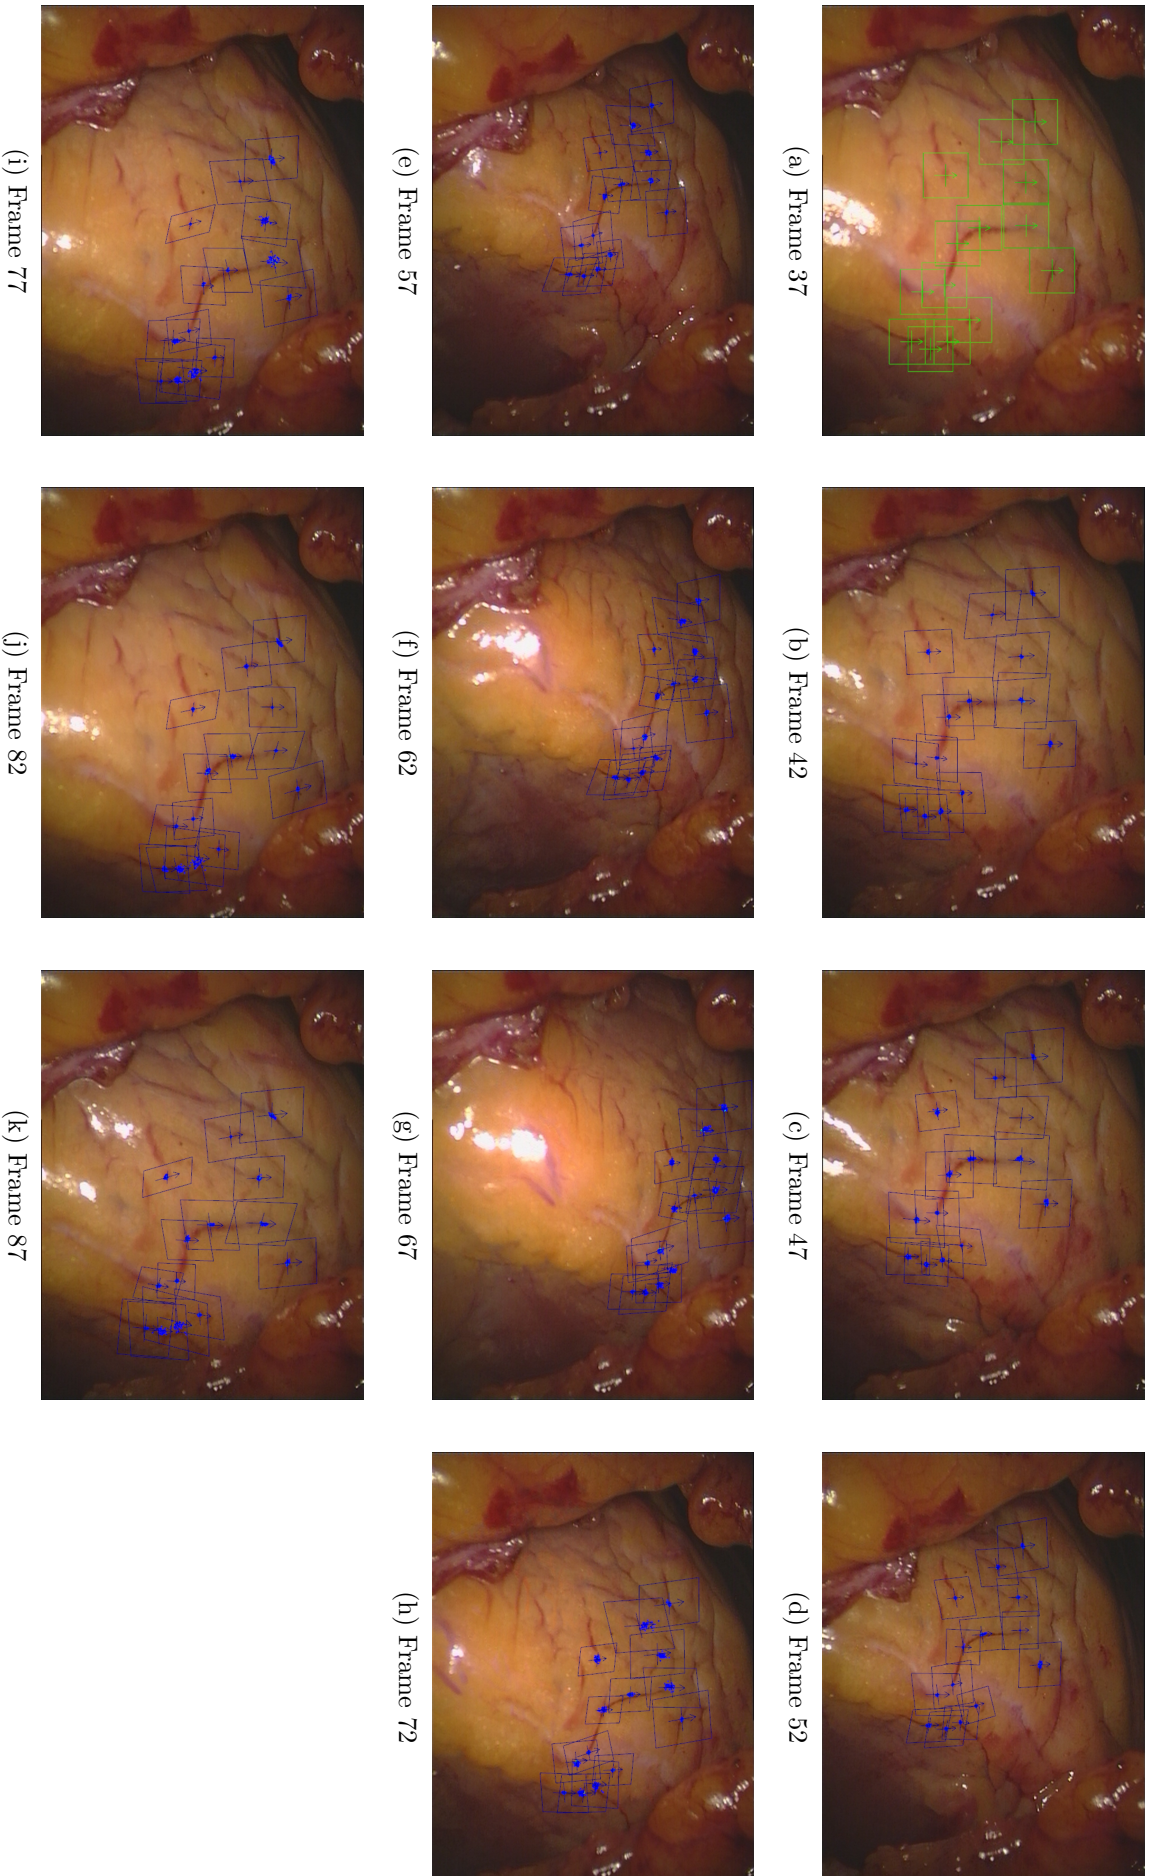 (a) Frame 37
(b) Frame 42
(c) Frame 47
(d) Frame 52
(e) Frame 57
(f) Frame 62
(g) Frame 67
(h) Frame 72
(i) Frame 77
(j) Frame 82
(k) Frame 87